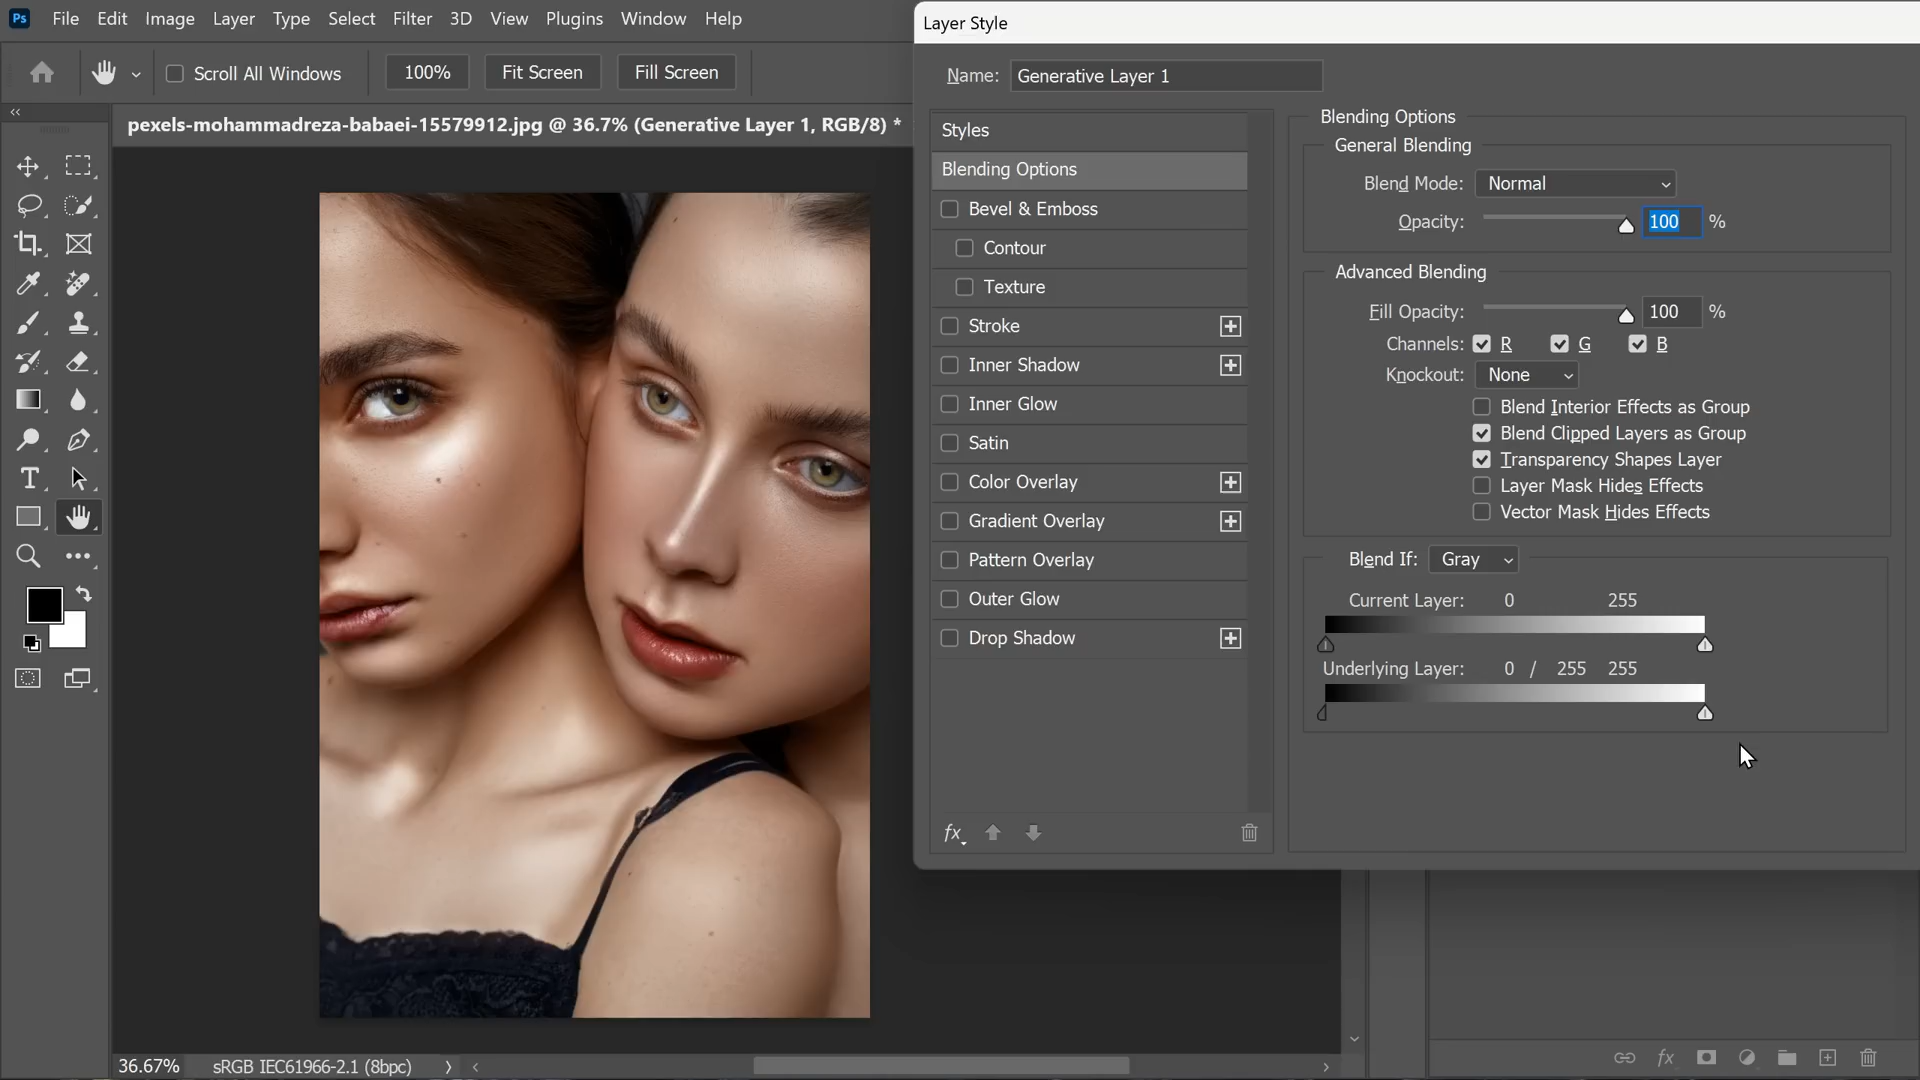 Ps File Edit Image Layer Type Select Filter 3D View Plugins Window Help
Layer Style
Scroll All Windows 100% Fit Screen Fill Screen
Name: Generative Layer 1
pexels-mohammadreza-babaei-15579912.jpg @ 36.7% (Generative Layer 1, RGB/8) *
Styles
Blending Options
Bevel & Emboss
Contour
Texture
Stroke
Inner Shadow
Inner Glow
Satin
Color Overlay
Gradient Overlay
Pattern Overlay
Outer Glow
Drop Shadow
fx
Blending Options
General Blending
Blend Mode: Normal
Opacity: 100 %
Advanced Blending
Fill Opacity: 100 %
Channels: R G B
Knockout: None
Blend Interior Effects as Group
Blend Clipped Layers as Group
Transparency Shapes Layer
Layer Mask Hides Effects
Vector Mask Hides Effects
Blend If: Gray
Current Layer: 0 255
Underlying Layer: 0 / 255 255
36.67% sRGB IEC61966-2.1 (8bpc)
fx